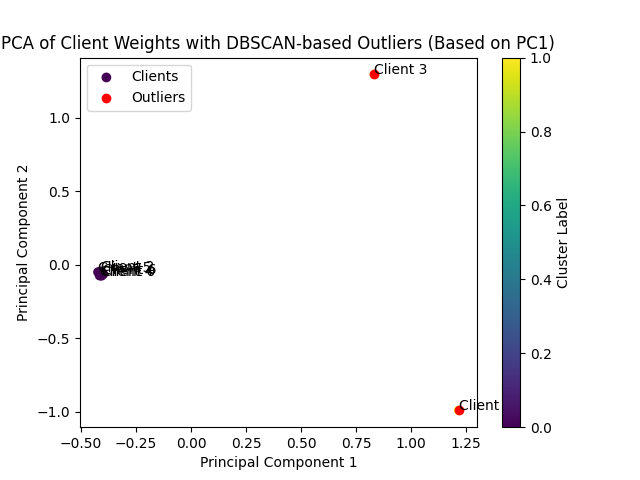 PCA of Client Weights with DBSCAN-based Outliers (Based on PC1)
Clients
Outliers
Client 3
Client
1.0
0.5
0.0
−0.5
−1.0
Principal Component 2
−0.50
−0.25
0.00
0.25
0.50
0.75
1.00
1.25
Principal Component 1
1.0
0.8
0.6
0.4
0.2
0.0
Cluster Label